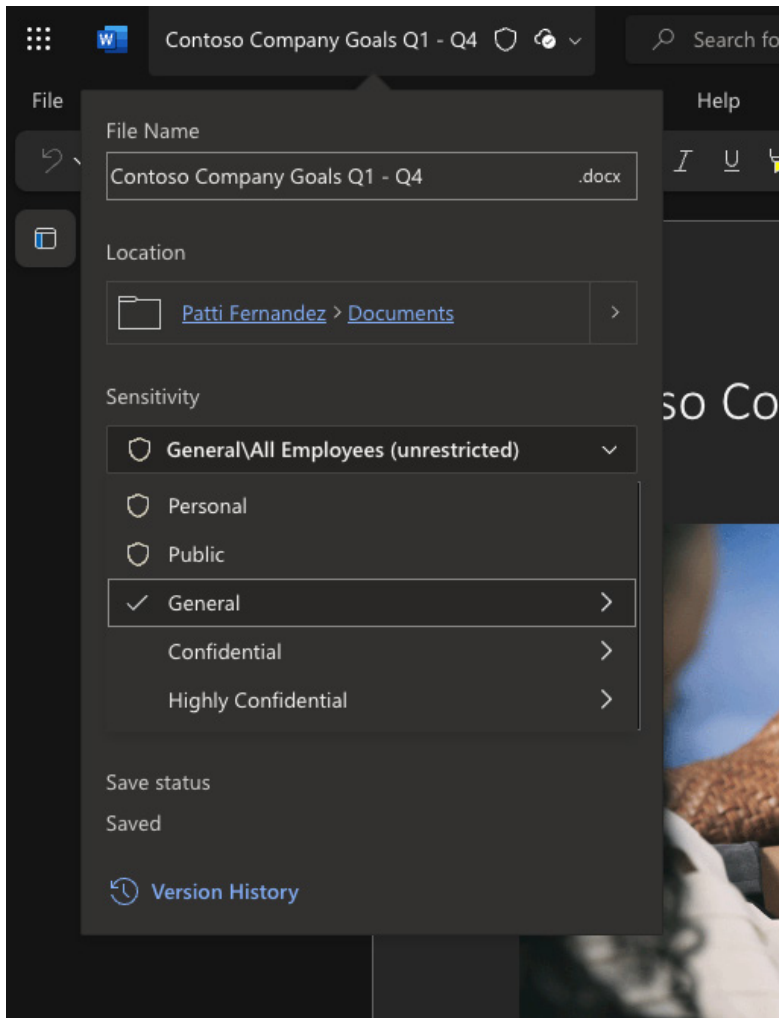 W
Contoso Company Goals Q1 - Q4
Search fo
File
Help
File Name
Contoso Company Goals Q1 - Q4 .docx
I U
Location
Patti Fernandez > Documents
Sensitivity
so Co
General\All Employees (unrestricted)
Personal
Public
General
Confidential
Highly Confidential
Save status
Saved
Version History